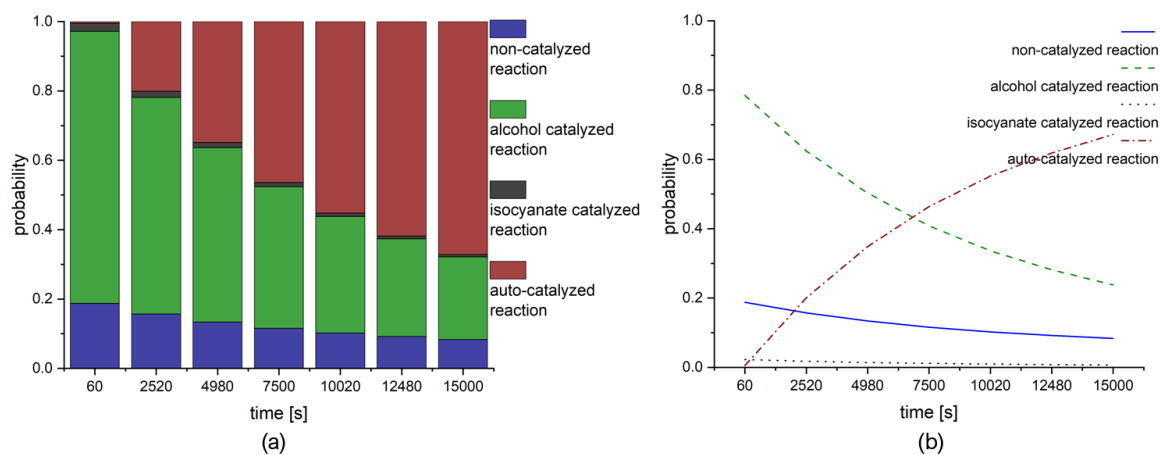 1.0
0.8
0.6
0.4
0.2
0.0
probability
60 2520 4980 7500 10020 12480 15000
time [s]
non-catalyzed
reaction
alcohol catalyzed
reaction
isocyanate catalyzed
reaction
auto-catalyzed
reaction
(a)
1.0
0.8
0.6
0.4
0.2
0.0
probability
60 2520 4980 7500 10020 12480 15000
time [s]
non-catalyzed reaction
alcohol catalyzed reaction
isocyanate catalyzed reaction
auto-catalyzed reaction
(b)